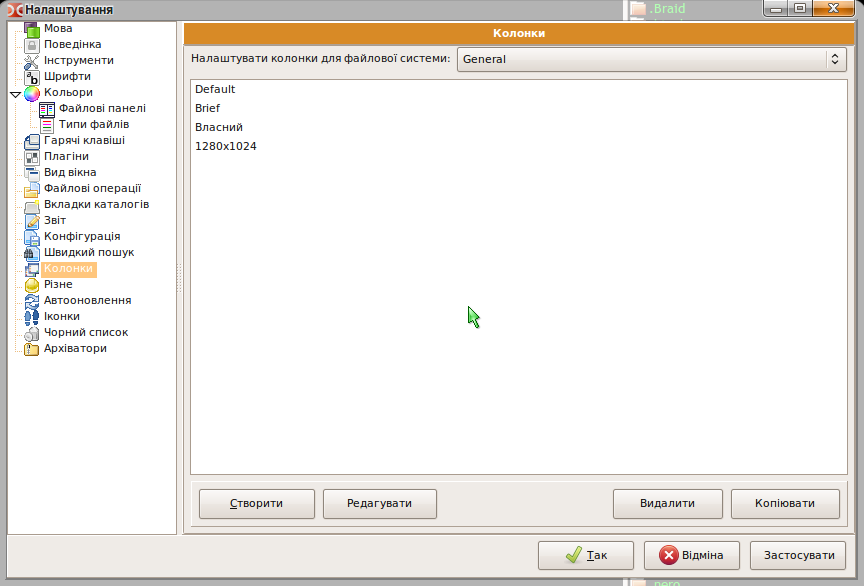 Налаштування
.Braid
Мова
Поведінка
Інструменти
Шрифти
Кольори
Файлові панелі
Типи файлів
Гарячі клавіші
Плагіни
Вид вікна
Файлові операції
Вкладки каталогів
Звіт
Конфігурація
Швидкий пошук
Колонки
Різне
Автооновлення
Іконки
Чорний список
Архіватори
Колонки
Налаштувати колонки для файлової системи: General
Default
Brief
Власний
1280x1024
Створити Редагувати Видалити Копіювати
Так Відміна Застосувати